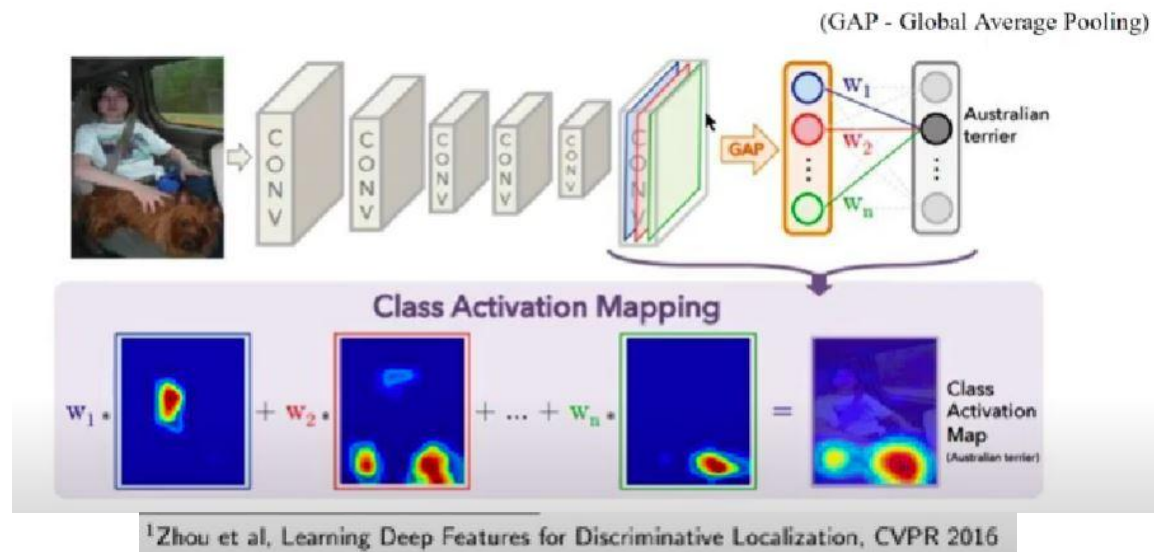 (GAP - Global Average Pooling)
CONV
CONV
CONV
CONV
CONV
CONV
GAP
w1
w2
wn
Australian
terrier
Class Activation Mapping
w1 * + w2 * + ... + wn * =
Class
Activation
Map
(Australian terrier)
1Zhou et al, Learning Deep Features for Discriminative Localization, CVPR 2016